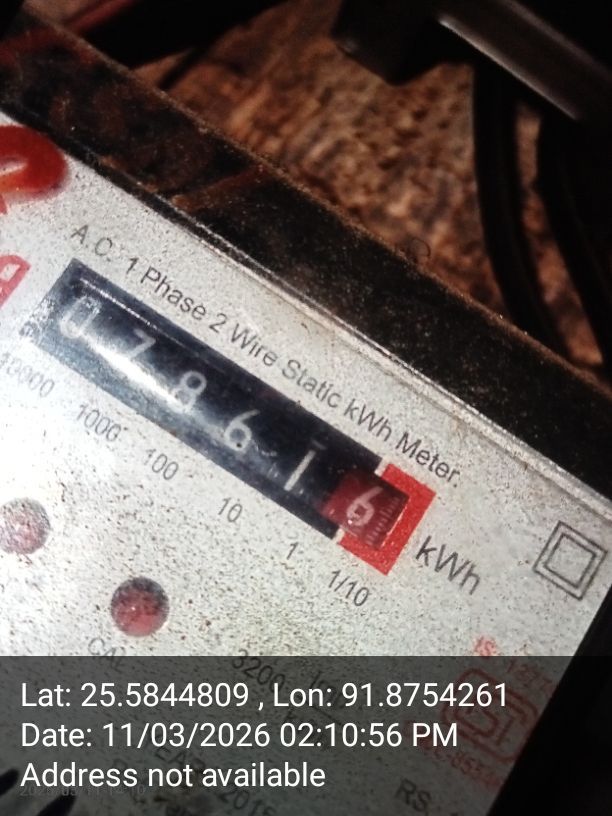 A.C. 1 Phase 2 Wire Static kWh Meter.
0 7 8 6 1 6
10000 1000 100 10 1 1/10
kWh
CAL
3200
RS.
Lat: 25.5844809 , Lon: 91.8754261
Date: 11/03/2026 02:10:56 PM
Address not available